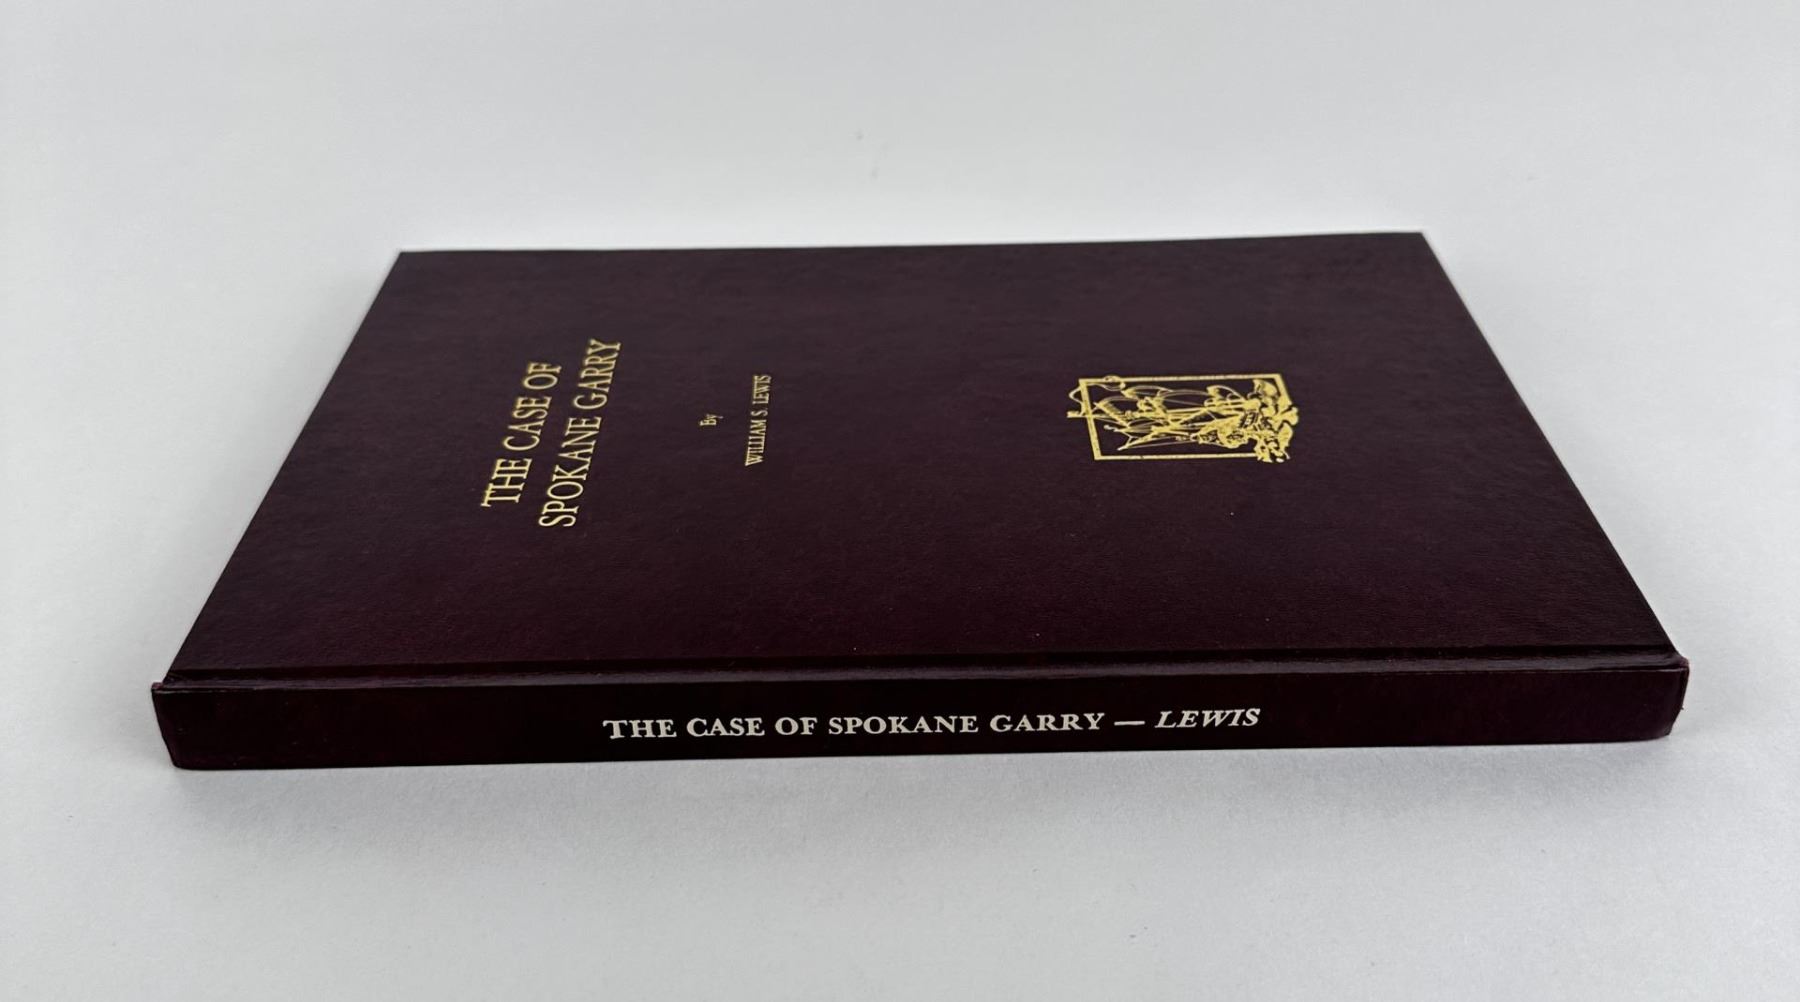 THE CASE OF
SPOKANE GARRY
By
WILLIAM S. LEWIS
THE CASE OF SPOKANE GARRY — LEWIS